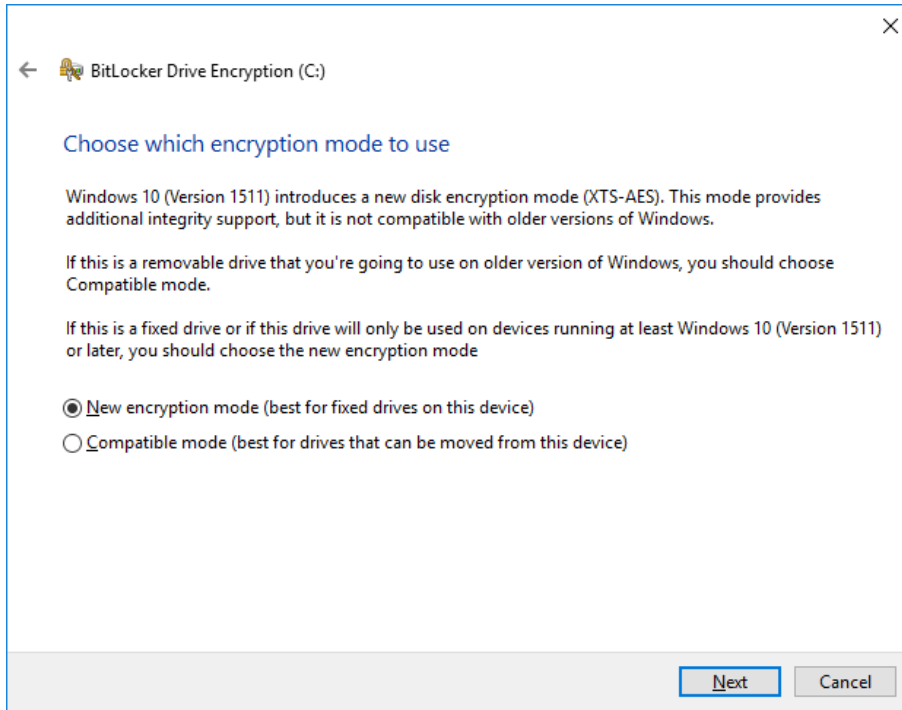 BitLocker Drive Encryption (C:)
Choose which encryption mode to use
Windows 10 (Version 1511) introduces a new disk encryption mode (XTS-AES). This mode provides
additional integrity support, but it is not compatible with older versions of Windows.
If this is a removable drive that you're going to use on older version of Windows, you should choose
Compatible mode.
If this is a fixed drive or if this drive will only be used on devices running at least Windows 10 (Version 1511)
or later, you should choose the new encryption mode
New encryption mode (best for fixed drives on this device)
Compatible mode (best for drives that can be moved from this device)
Next Cancel